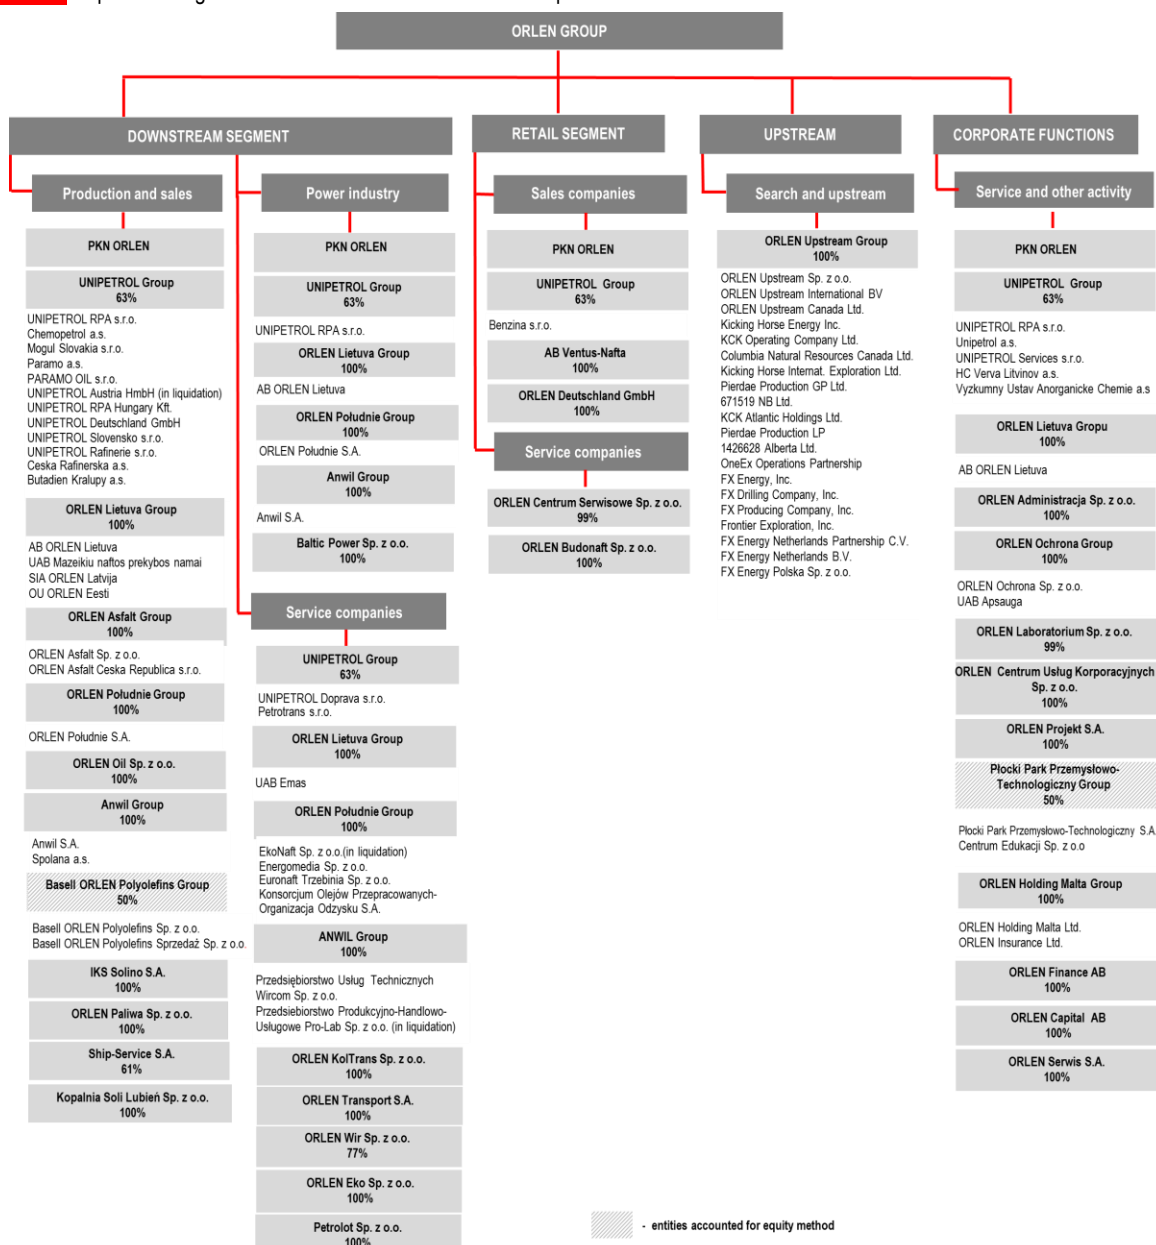 ORLEN GROUP
DOWNSTREAM SEGMENT
Production and sales
PKN ORLEN
UNIPETROL Group
63%
UNIPETROL RPA s.r.o.
Chemopetrol a.s.
Mogul Slovakia s.r.o.
Paramo a.s.
PARAMO OIL s.r.o.
UNIPETROL Austria HmbH (in liquidation)
UNIPETROL RPA Hungary Kft.
UNIPETROL Deutschland GmbH
UNIPETROL Slovensko s.r.o.
UNIPETROL Rafinerie s.r.o.
Ceska Rafinerska a.s.
Butadien Kralupy a.s.
ORLEN Lietuva Group
100%
AB ORLEN Lietuva
UAB Mazeikiu naftos prekybos namai
SIA ORLEN Latvija
OU ORLEN Eesti
ORLEN Asfalt Group
100%
ORLEN Asfalt Sp. z o.o.
ORLEN Asfalt Ceska Republica s.r.o.
ORLEN Południe Group
100%
ORLEN Południe S.A.
ORLEN Oil Sp. z o.o.
100%
Anwil Group
100%
Anwil S.A.
Spolana a.s.
Basell ORLEN Polyolefins Group
50%
Basell ORLEN Polyolefins Sp. z o.o.
Basell ORLEN Polyolefins Sprzedaż Sp. z o.o.
IKS Solino S.A.
100%
ORLEN Paliwa Sp. z o.o.
100%
Ship-Service S.A.
61%
Kopalnia Soli Lubień Sp. z o.o.
100%
Power industry
PKN ORLEN
UNIPETROL Group
63%
UNIPETROL RPA s.r.o.
ORLEN Lietuva Group
100%
AB ORLEN Lietuva
ORLEN Południe Group
100%
ORLEN Południe S.A.
Anwil Group
100%
Anwil S.A.
Baltic Power Sp. z o.o.
100%
Service companies
UNIPETROL Group
63%
UNIPETROL Doprava s.r.o.
Petrotrans s.r.o.
ORLEN Lietuva Group
100%
UAB Emas
ORLEN Południe Group
100%
EkoNaft Sp. z o.o.(in liquidation)
Energomedia Sp. z o.o.
Euronaft Trzebinia Sp. z o.o.
Konsorcjum Olejów Przepracowanych-
Organizacja Odzysku S.A.
ANWIL Group
100%
Przedsiębiorstwo Usług Technicznych
Wircom Sp. z o.o.
Przedsiebiorstwo Produkcyjno-Handlowo-
Usługowe Pro-Lab Sp. z o.o. (in liquidation)
ORLEN KolTrans Sp. z o.o.
100%
ORLEN Transport S.A.
100%
ORLEN Wir Sp. z o.o.
77%
ORLEN Eko Sp. z o.o.
100%
Petrolot Sp. z o.o.
100%
RETAIL SEGMENT
Sales companies
PKN ORLEN
UNIPETROL Group
63%
Benzina s.r.o.
AB Ventus-Nafta
100%
ORLEN Deutschland GmbH
100%
Service companies
ORLEN Centrum Serwisowe Sp. z o.o.
99%
ORLEN Budonaft Sp. z o.o.
100%
UPSTREAM
Search and upstream
ORLEN Upstream Group
100%
ORLEN Upstream Sp. z o.o.
ORLEN Upstream International BV
ORLEN Upstream Canada Ltd.
Kicking Horse Energy Inc.
KCK Operating Company Ltd.
Columbia Natural Resources Canada Ltd.
Kicking Horse Internat. Exploration Ltd.
Pierdae Production GP Ltd.
671519 NB Ltd.
KCK Atlantic Holdings Ltd.
Pierdae Production LP
1426628 Alberta Ltd.
OneEx Operations Partnership
FX Energy, Inc.
FX Drilling Company, Inc.
FX Producing Company, Inc.
Frontier Exploration, Inc.
FX Energy Netherlands Partnership C.V.
FX Energy Netherlands B.V.
FX Energy Polska Sp. z o.o.
CORPORATE FUNCTIONS
Service and other activity
PKN ORLEN
UNIPETROL Group
63%
UNIPETROL RPA s.r.o.
Unipetrol a.s.
UNIPETROL Services s.r.o.
HC Verva Litvinov a.s.
Vyzkumny Ustav Anorganicke Chemie a.s
ORLEN Lietuva Gropu
100%
AB ORLEN Lietuva
ORLEN Administracja Sp. z o.o.
100%
ORLEN Ochrona Group
100%
ORLEN Ochrona Sp. z o.o.
UAB Apsauga
ORLEN Laboratorium Sp. z o.o.
99%
ORLEN Centrum Usług Korporacyjnych
Sp. z o.o.
100%
ORLEN Projekt S.A.
100%
Płocki Park Przemysłowo-
Technologiczny Group
50%
Płocki Park Przemysłowo-Technologiczny S.A
Centrum Edukacji Sp. z o.o
ORLEN Holding Malta Group
100%
ORLEN Holding Malta Ltd.
ORLEN Insurance Ltd.
ORLEN Finance AB
100%
ORLEN Capital AB
100%
ORLEN Serwis S.A.
100%
- entities accounted for equity method